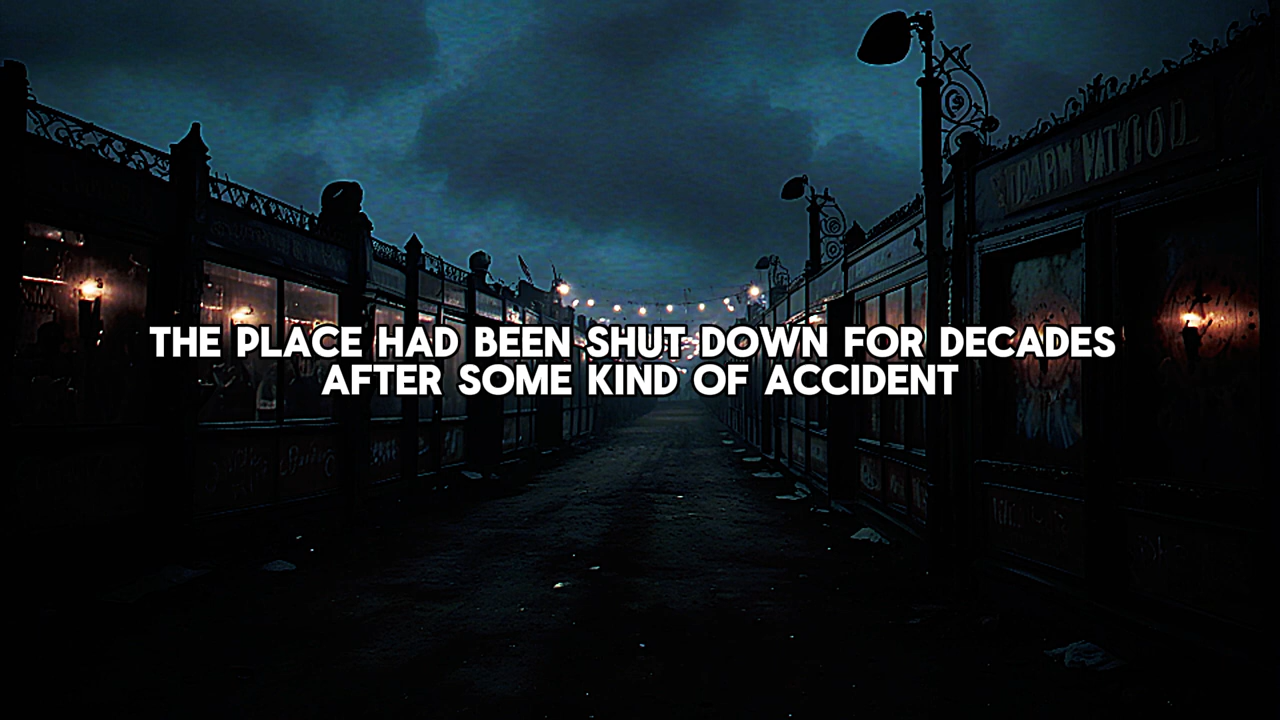 THE PLACE HAD BEEN SHUT DOWN FOR DECADES
AFTER SOME KIND OF ACCIDENT